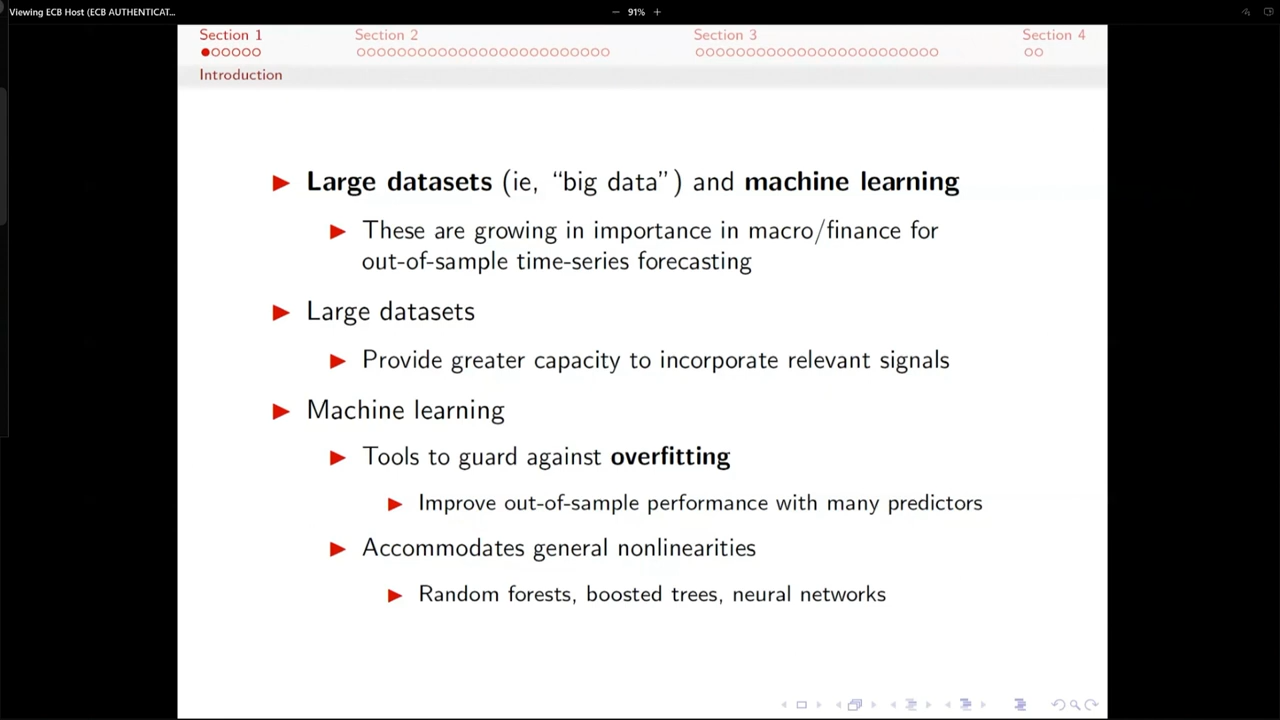 Viewing ECB Host (ECB AUTHENTICAT...
91%
Section 1
Section 2
Section 3
Section 4
Introduction
Large datasets (ie, “big data”) and machine learning
These are growing in importance in macro/finance for
out-of-sample time-series forecasting
Large datasets
Provide greater capacity to incorporate relevant signals
Machine learning
Tools to guard against overfitting
Improve out-of-sample performance with many predictors
Accommodates general nonlinearities
Random forests, boosted trees, neural networks